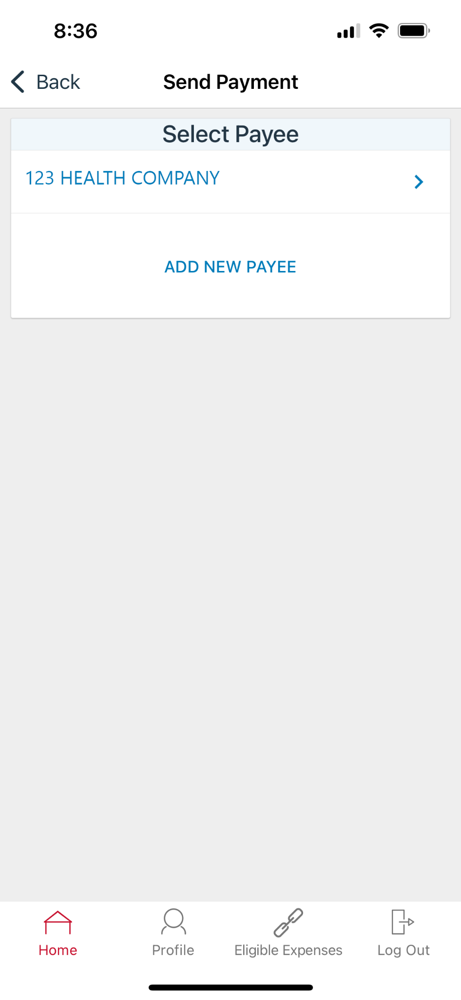 8:36
Back
Send Payment
Select Payee
123 HEALTH COMPANY
ADD NEW PAYEE
Home
Profile
Eligible Expenses
Log Out